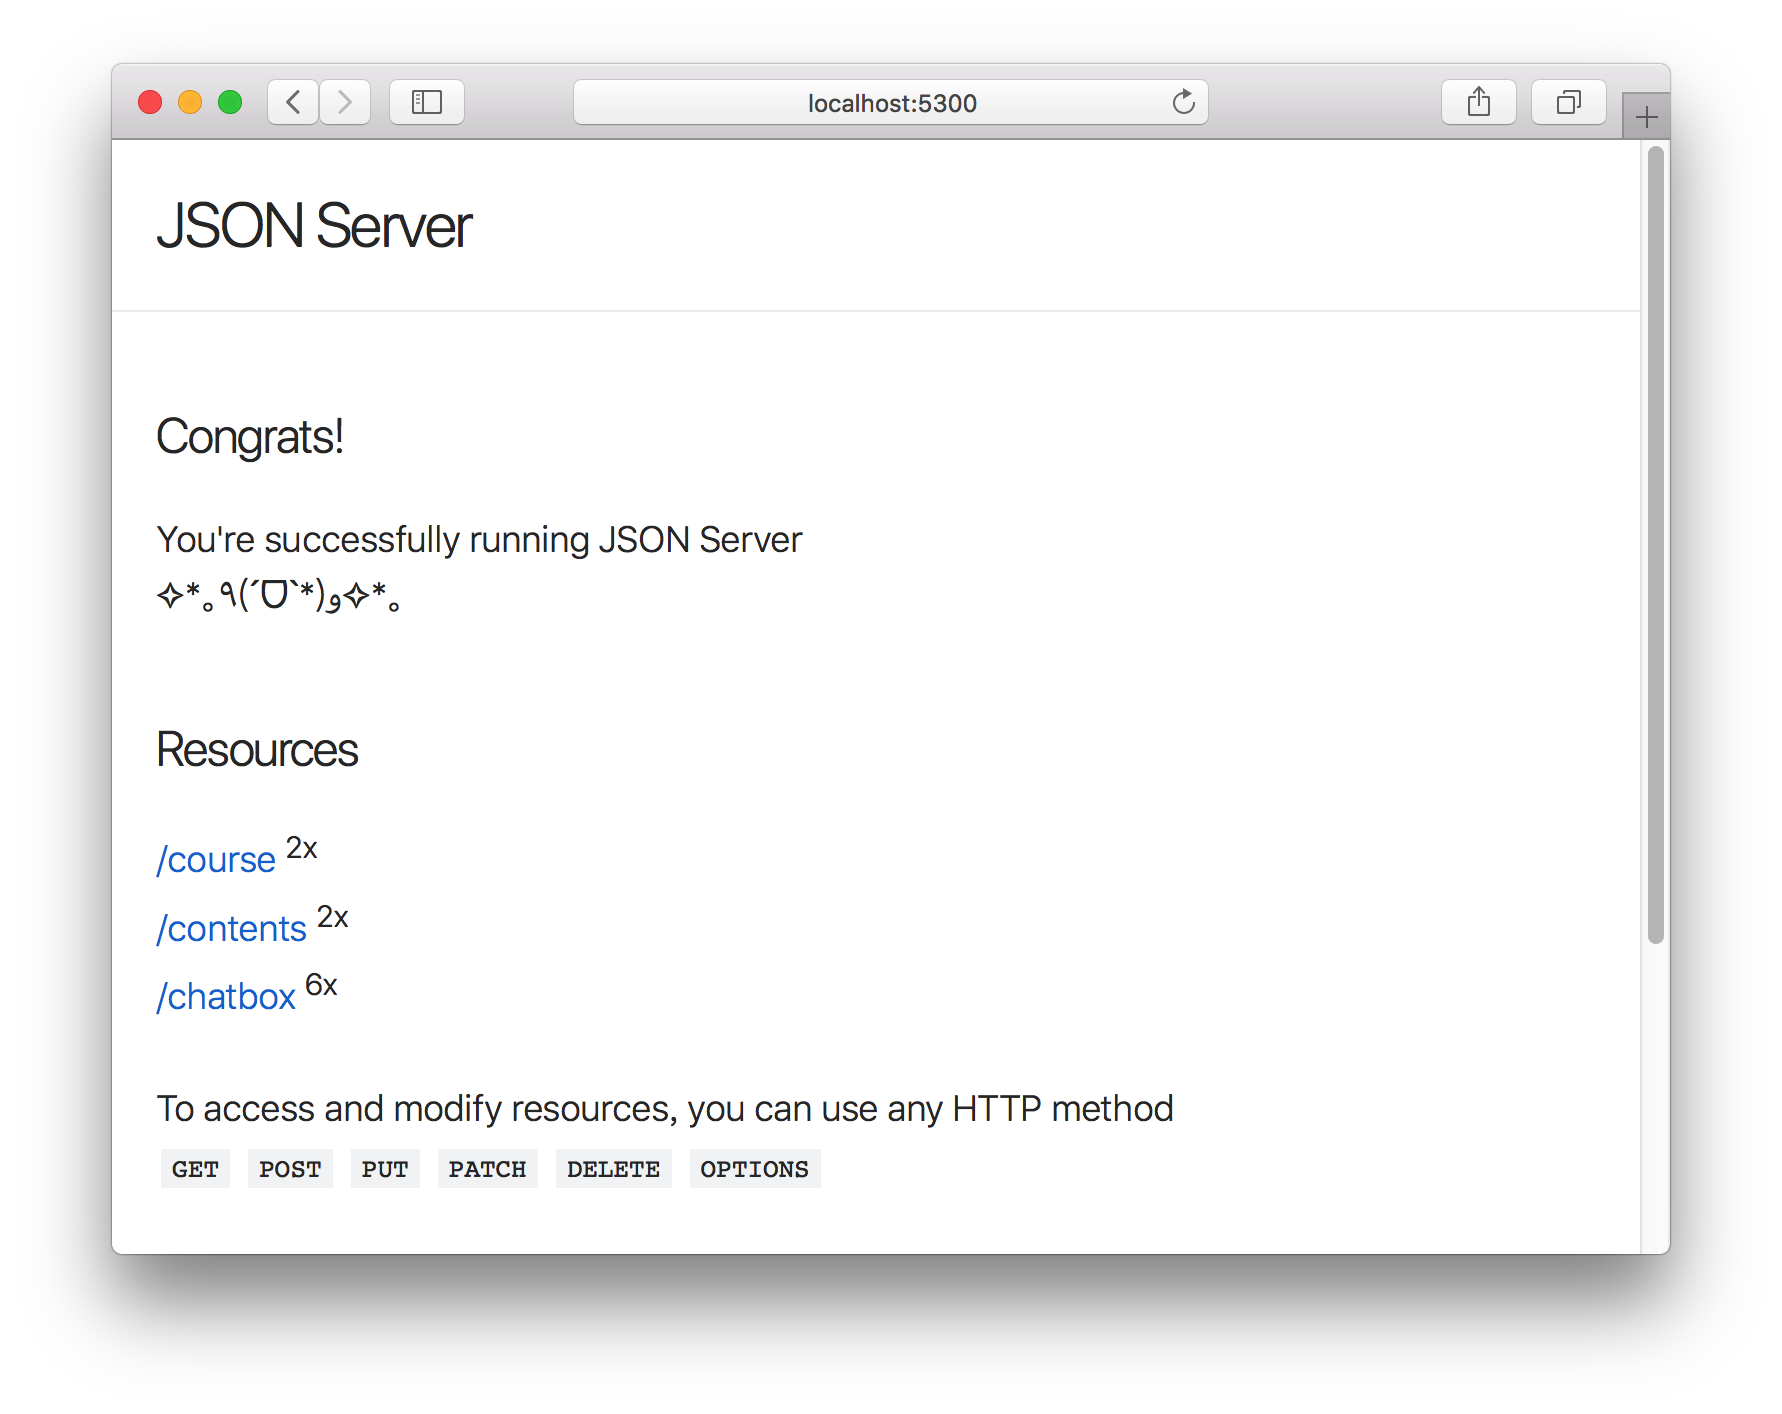 localhost:5300
JSON Server
Congrats!
You're successfully running JSON Server
✧*｡٩(ˊᗜˋ*)و✧*｡
Resources
/course 2x
/contents 2x
/chatbox 6x
To access and modify resources, you can use any HTTP method
GET POST PUT PATCH DELETE OPTIONS